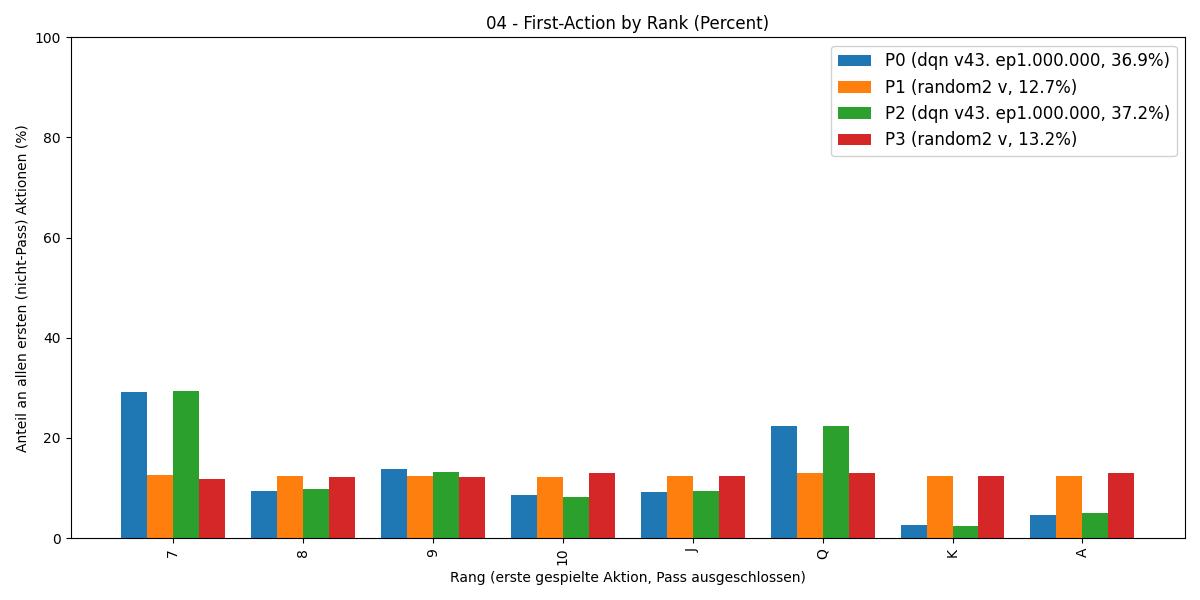 04 - First-Action by Rank (Percent)
Anteil an allen ersten (nicht-Pass) Aktionen (%)
100
80
60
40
20
0
P0 (dqn v43. ep1.000.000, 36.9%)
P1 (random2 v, 12.7%)
P2 (dqn v43. ep1.000.000, 37.2%)
P3 (random2 v, 13.2%)
7
8
9
10
J
Q
K
A
Rang (erste gespielte Aktion, Pass ausgeschlossen)